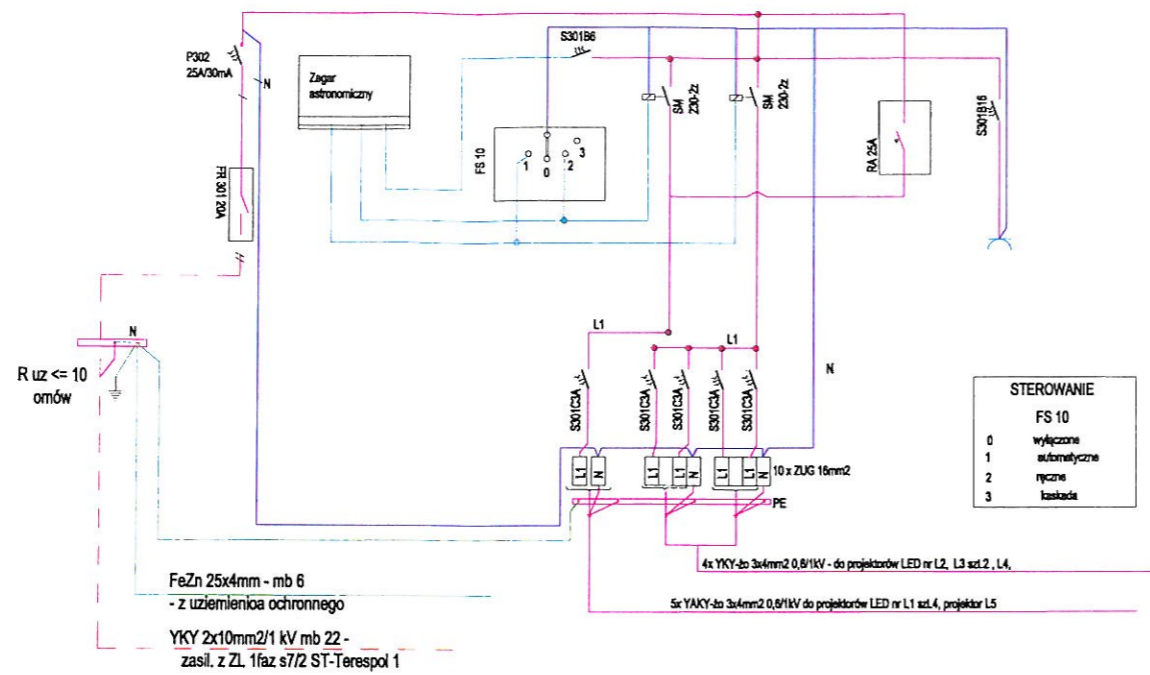 P302
25A/30mA
N
Zegar
astronomiczny
S301B6
FS 10
1
0
2
3
SM
230-2z
SM
230-2z
RA 25A
S301B16
FR 301 20A
N
R uz <= 10
omów
L1
L1
N
S301C3A
S301C3A
S301C3A
S301C3A
S301C3A
L1
N
L1
L1
N
L1
L1
N
10 x ZUG 16mm2
PE
STEROWANIE
FS 10
0 wyłączone
1 automatyczne
2 ręczne
3 kaskada
4x YKY-żo 3x4mm2 0,6/1kV - do projektorów LED nr L2, L3 szt.2 , L4,
5x YAKY-żo 3x4mm2 0,6/1kV do projektorów LED nr L1 szt.4, projektor L5
FeZn 25x4mm - mb 6
- z uziemienioa ochronnego
YKY 2x10mm2/1 kV mb 22 -
zasil. z ZL 1faz s7/2 ST-Terespol 1